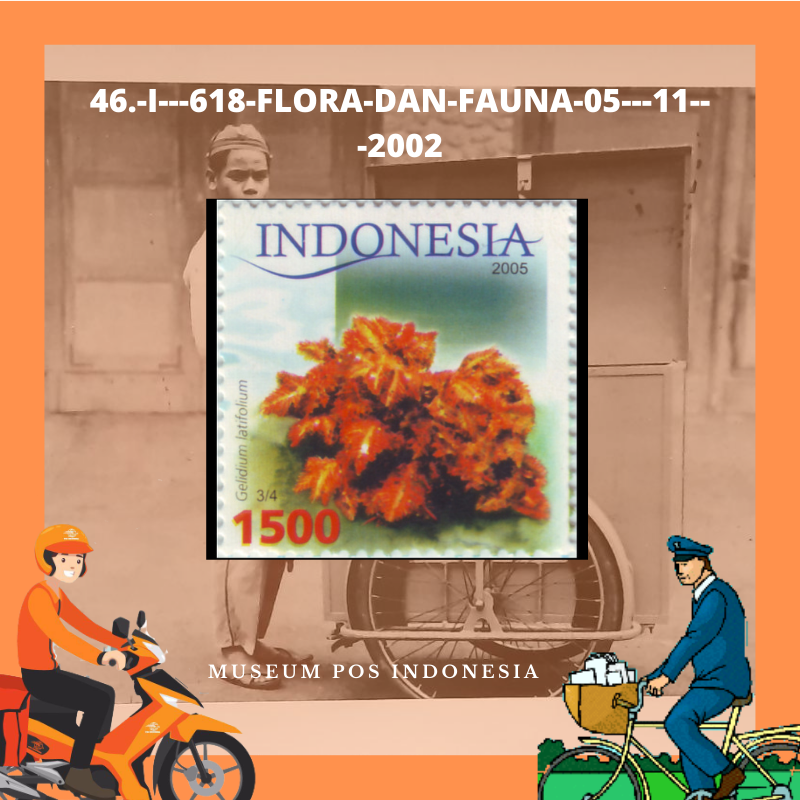 46.-I---618-FLORA-DAN-FAUNA-05---11--
-2002
INDONESIA
2005
Gelidium latifolium
3/4
1500
MUSEUM POS INDONESIA